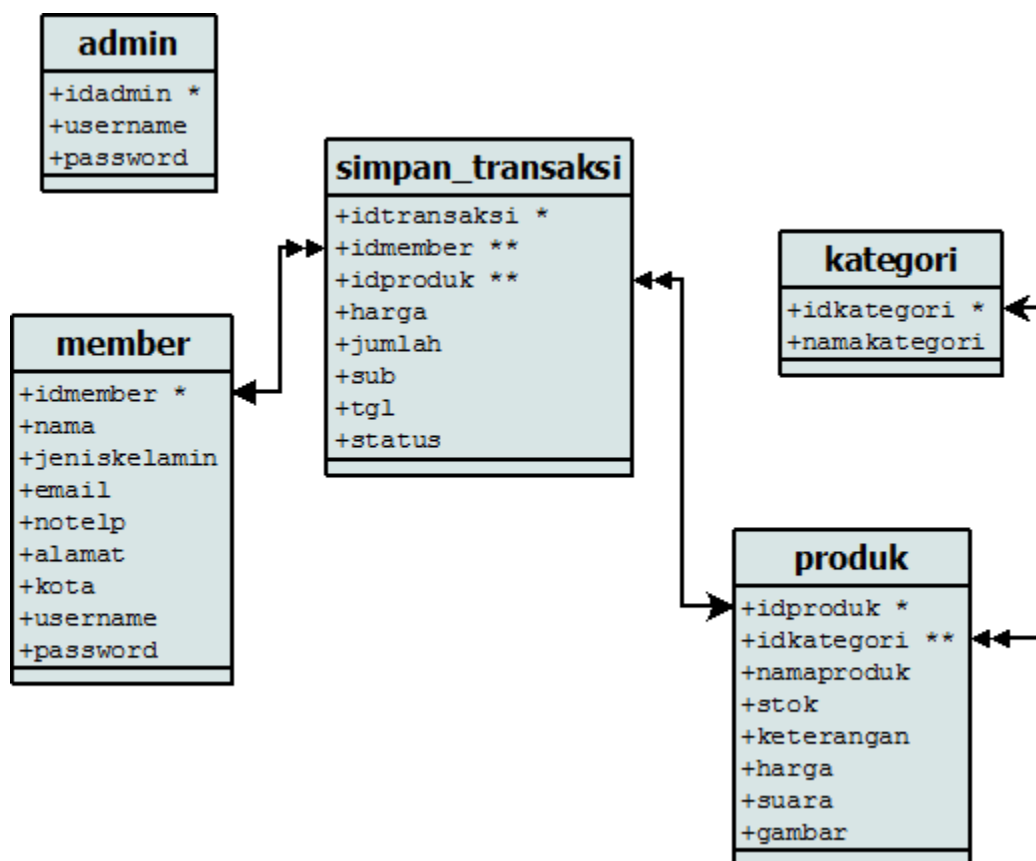 admin
+idadmin *
+username
+password
simpan_transaksi
+idtransaksi *
+idmember **
+idproduk **
+harga
+jumlah
+sub
+tgl
+status
kategori
+idkategori *
+namakategori
member
+idmember *
+nama
+jeniskelamin
+email
+notelp
+alamat
+kota
+username
+password
produk
+idproduk *
+idkategori **
+namaproduk
+stok
+keterangan
+harga
+suara
+gambar